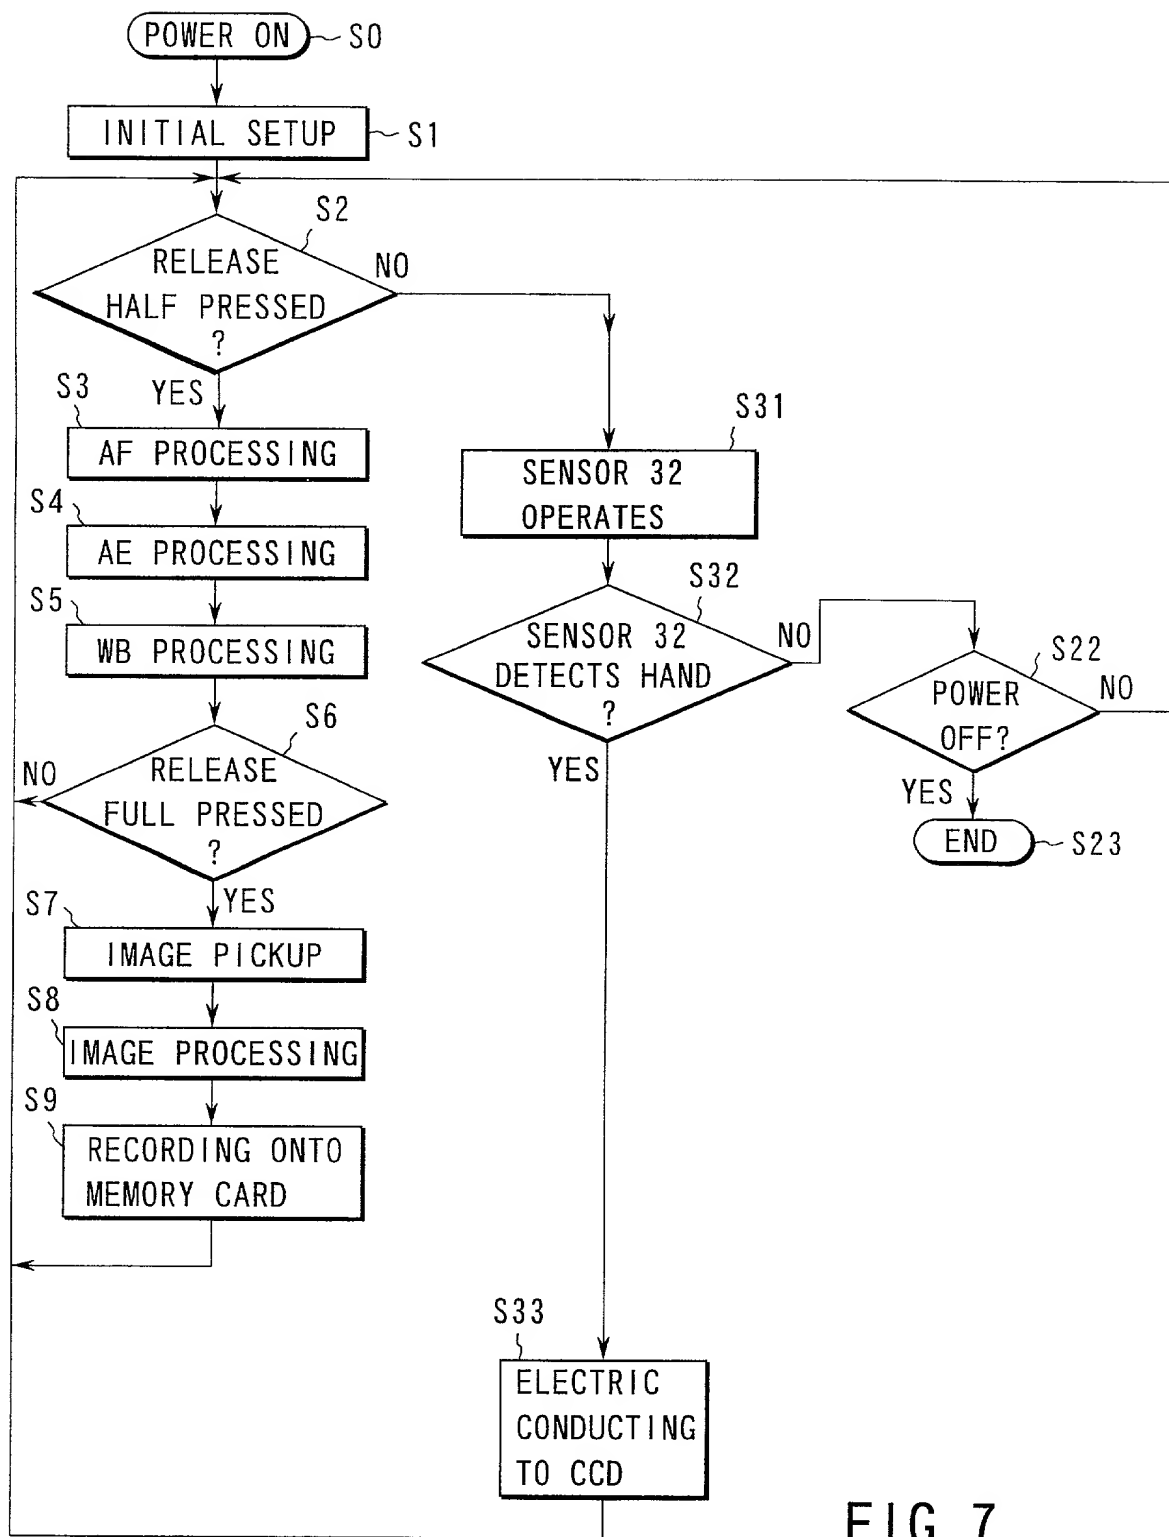 POWER ON
S0
INITIAL SETUP
S1
S2
RELEASE
HALF PRESSED
?
NO
YES
S3
AF PROCESSING
S4
AE PROCESSING
S5
WB PROCESSING
S6
RELEASE
FULL PRESSED
?
NO
YES
S7
IMAGE PICKUP
S8
IMAGE PROCESSING
S9
RECORDING ONTO
MEMORY CARD
S31
SENSOR 32
OPERATES
S32
SENSOR 32
DETECTS HAND
?
NO
YES
S22
POWER
OFF?
NO
YES
END
S23
S33
ELECTRIC
CONDUCTING
TO CCD
FIG 7